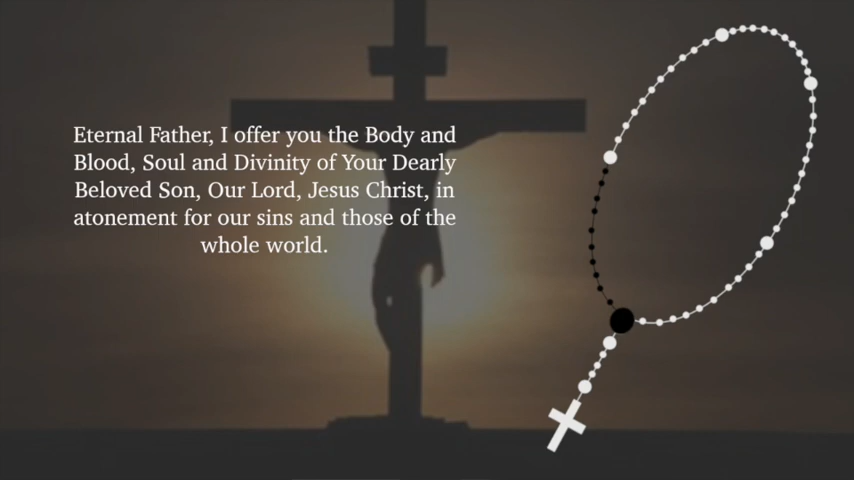 Eternal Father, I offer you the Body and
Blood, Soul and Divinity of Your Dearly
Beloved Son, Our Lord, Jesus Christ, in
atonement for our sins and those of the
whole world.